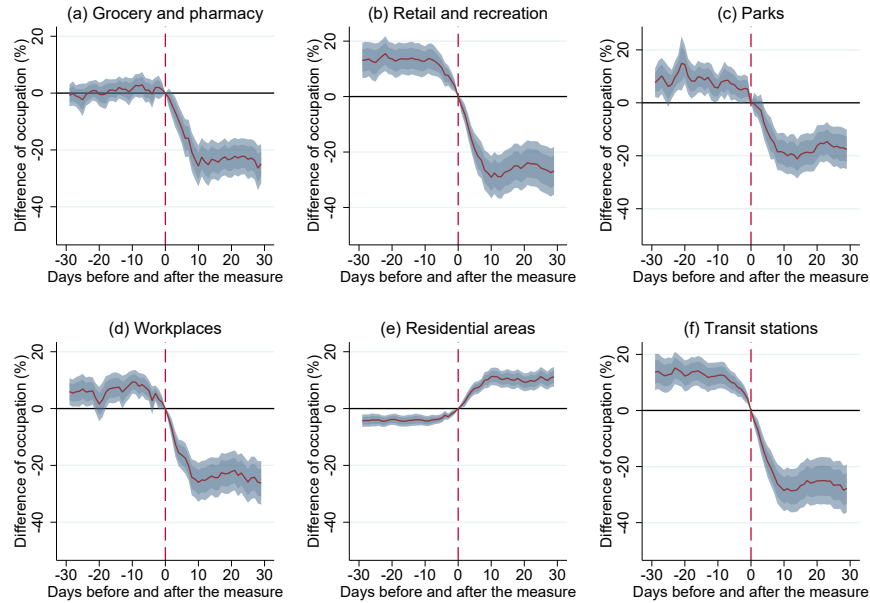 (a) Grocery and pharmacy
Difference of occupation (%)
20
0
-20
-40
-30 -20 -10 0 10 20 30
Days before and after the measure
(b) Retail and recreation
Difference of occupation (%)
20
0
-20
-40
-30 -20 -10 0 10 20 30
Days before and after the measure
(c) Parks
Difference of occupation (%)
20
0
-20
-40
-30 -20 -10 0 10 20 30
Days before and after the measure
(d) Workplaces
Difference of occupation (%)
20
0
-20
-40
-30 -20 -10 0 10 20 30
Days before and after the measure
(e) Residential areas
Difference of occupation (%)
20
0
-20
-40
-30 -20 -10 0 10 20 30
Days before and after the measure
(f) Transit stations
Difference of occupation (%)
20
0
-20
-40
-30 -20 -10 0 10 20 30
Days before and after the measure